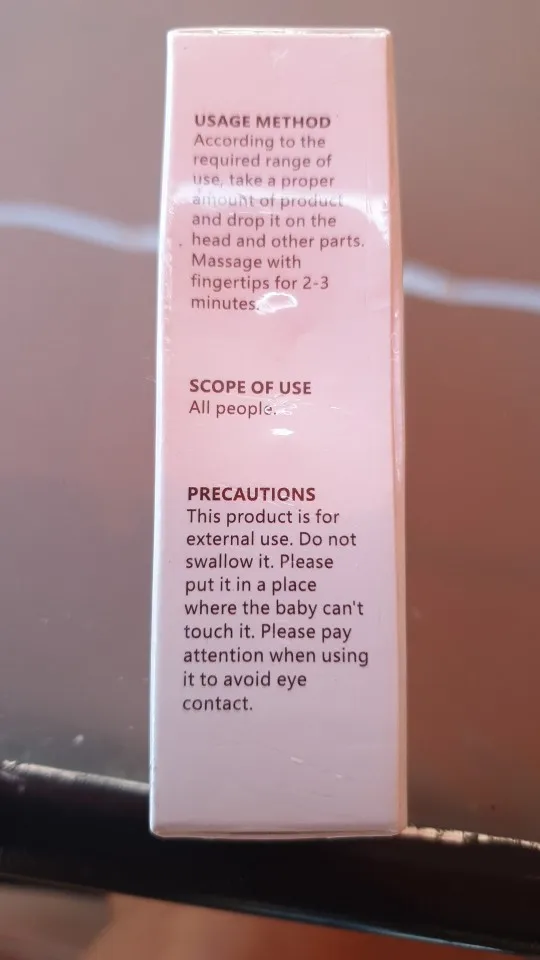 USAGE METHOD
According to the
required range of
use, take a proper
amount of product
and drop it on the
head and other parts.
Massage with
fingertips for 2-3
minutes.
SCOPE OF USE
All people.
PRECAUTIONS
This product is for
external use. Do not
swallow it. Please
put it in a place
where the baby can't
touch it. Please pay
attention when using
it to avoid eye
contact.